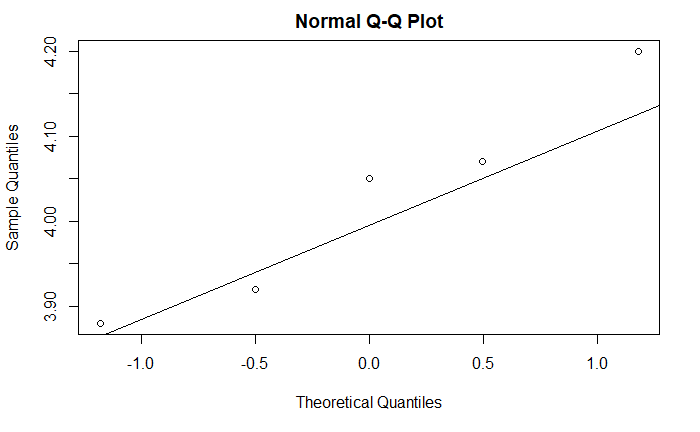 Normal Q-Q Plot
Sample Quantiles
4.20
4.10
4.00
3.90
-1.0 -0.5 0.0 0.5 1.0
Theoretical Quantiles